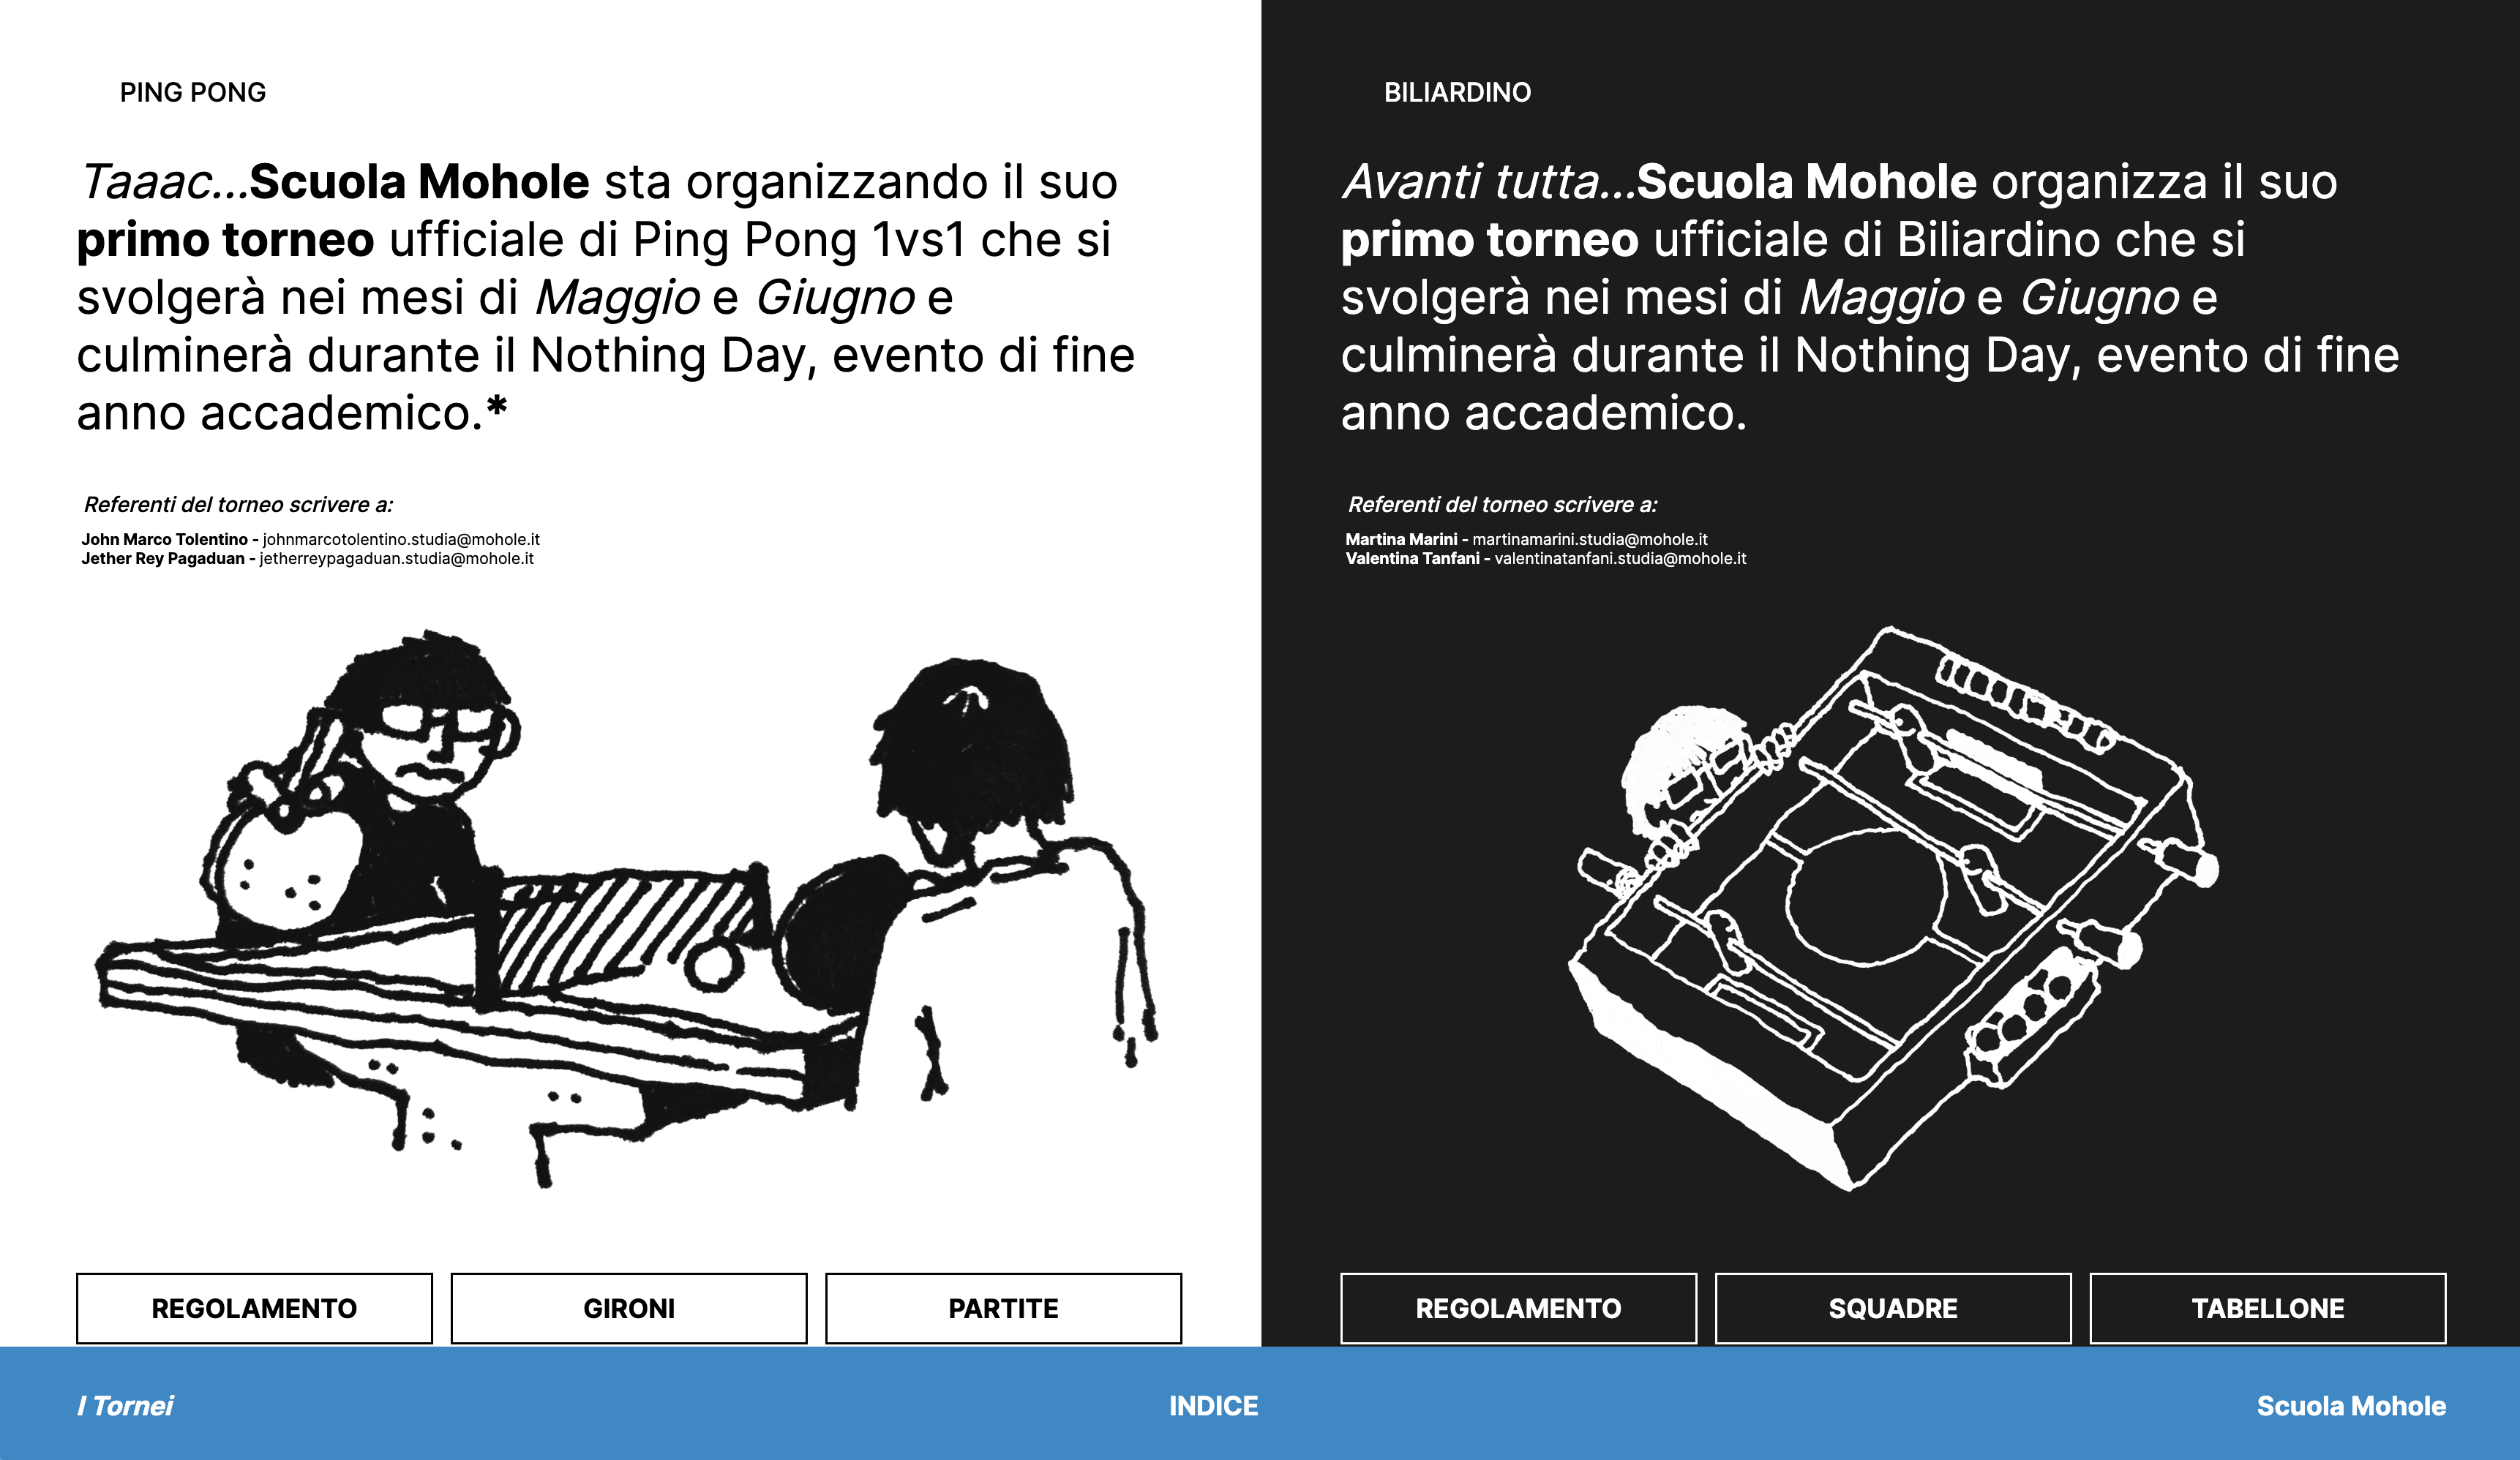 PING PONG
Taaac...Scuola Mohole sta organizzando il suo
primo torneo ufficiale di Ping Pong 1vs1 che si
svolgerà nei mesi di Maggio e Giugno e
culminerà durante il Nothing Day, evento di fine
anno accademico.*
Referenti del torneo scrivere a:
John Marco Tolentino - johnmarcotolentino.studia@mohole.it
Jether Rey Pagaduan - jetherreypagaduan.studia@mohole.it
REGOLAMENTO
GIRONI
PARTITE
BILIARDINO
Avanti tutta...Scuola Mohole organizza il suo
primo torneo ufficiale di Biliardino che si
svolgerà nei mesi di Maggio e Giugno e
culminerà durante il Nothing Day, evento di fine
anno accademico.
Referenti del torneo scrivere a:
Martina Marini - martinamarini.studia@mohole.it
Valentina Tanfani - valentinatanfani.studia@mohole.it
REGOLAMENTO
SQUADRE
TABELLONE
I Tornei
INDICE
Scuola Mohole